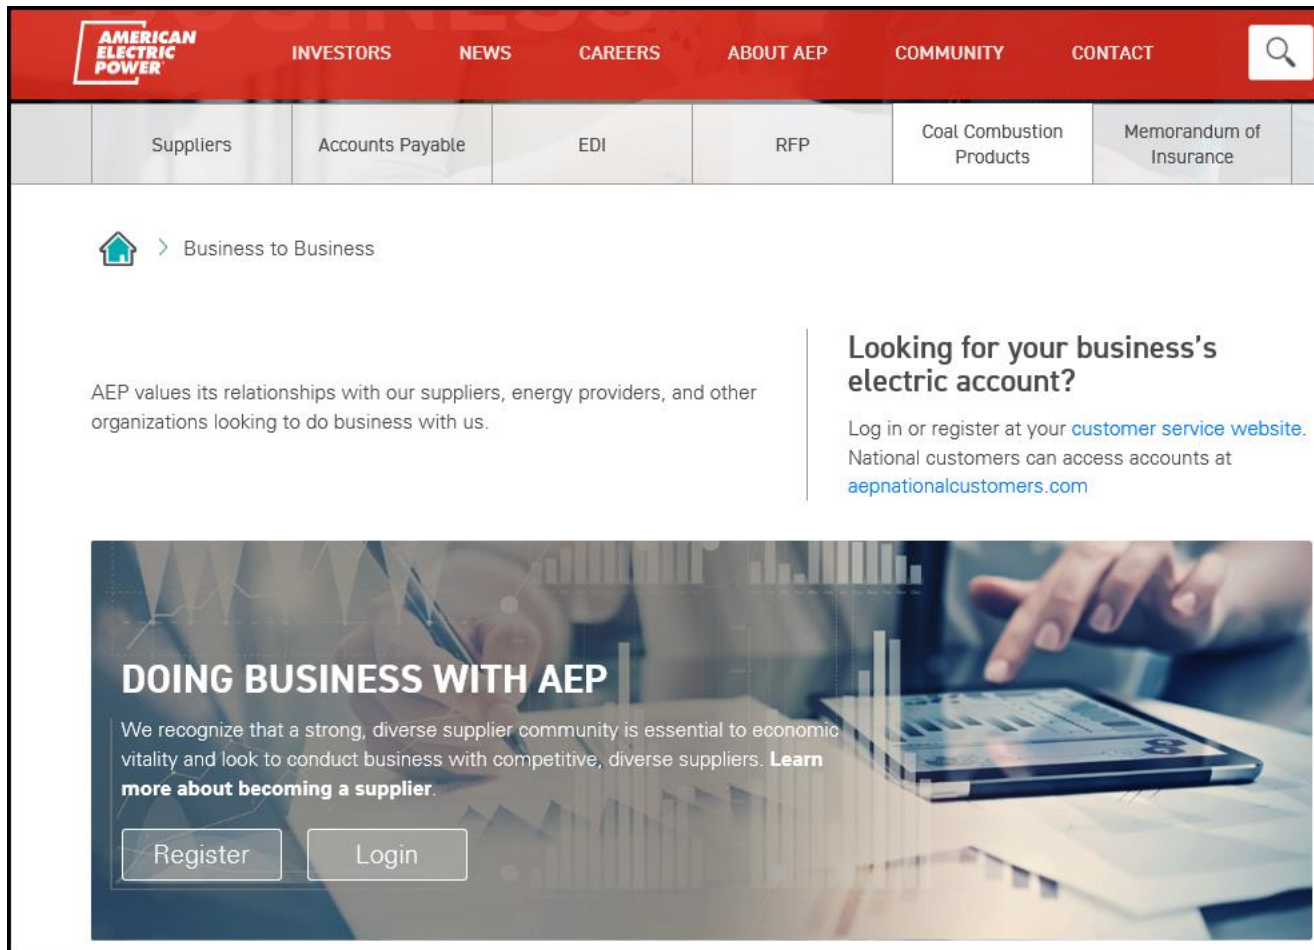 BUSINESS
AMERICAN
ELECTRIC
POWER
INVESTORS NEWS CAREERS ABOUT AEP COMMUNITY CONTACT
Suppliers Accounts Payable EDI RFP Coal Combustion Products Memorandum of Insurance
Business to Business
AEP values its relationships with our suppliers, energy providers, and other
organizations looking to do business with us.
Looking for your business's
electric account?
Log in or register at your customer service website.
National customers can access accounts at
aepnationalcustomers.com
DOING BUSINESS WITH AEP
We recognize that a strong, diverse supplier community is essential to economic
vitality and look to conduct business with competitive, diverse suppliers. Learn
more about becoming a supplier.
Register Login